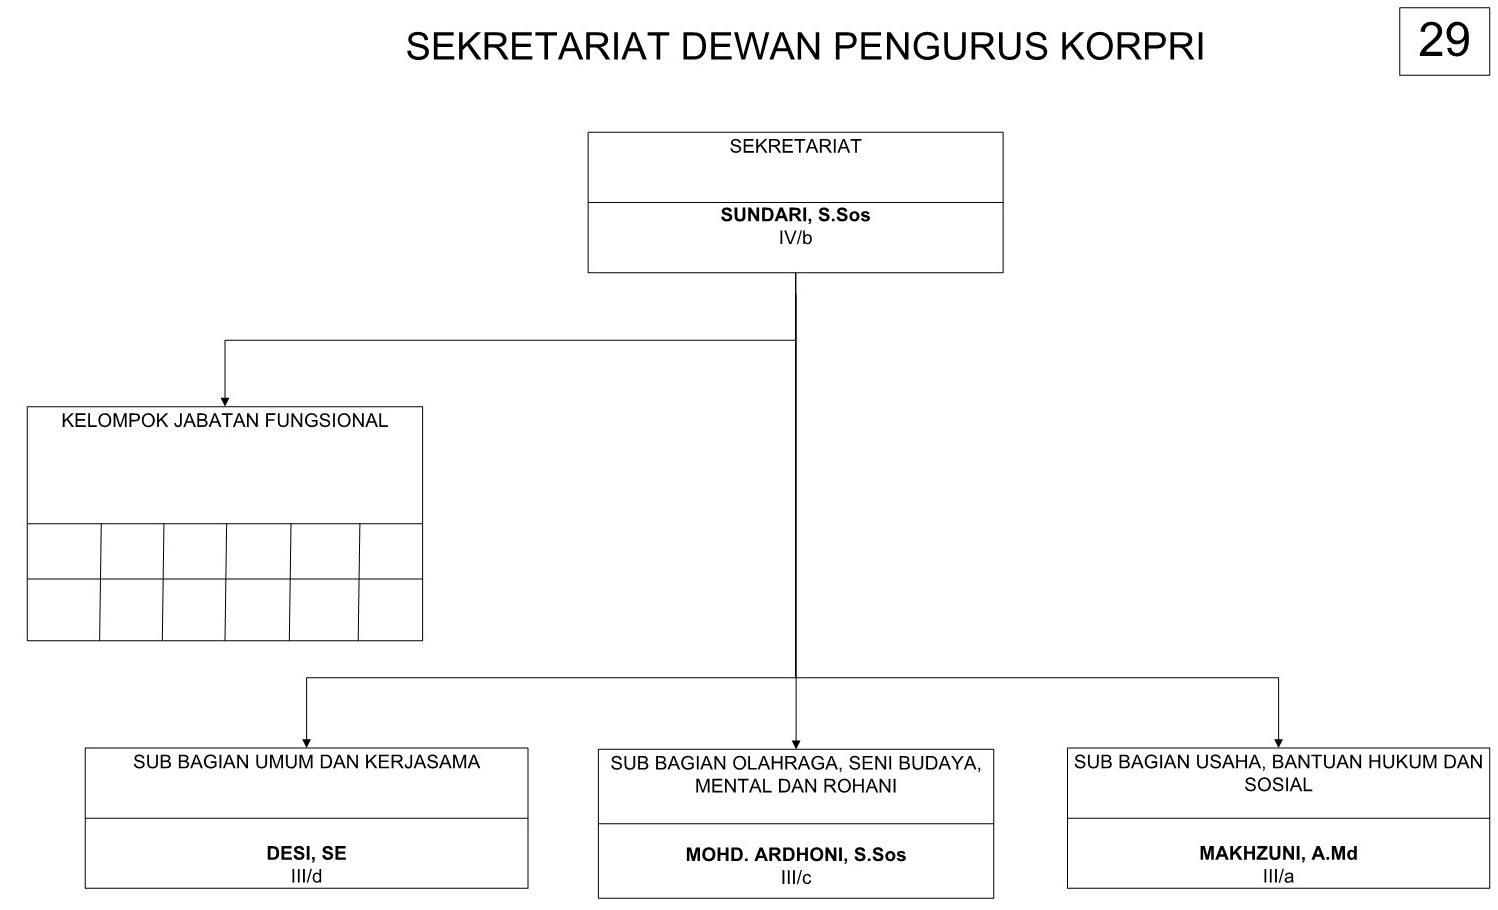 SEKRETARIAT DEWAN PENGURUS KORPRI
29
SEKRETARIAT
SUNDARI, S.Sos
IV/b
KELOMPOK JABATAN FUNGSIONAL
SUB BAGIAN UMUM DAN KERJASAMA
DESI, SE
III/d
SUB BAGIAN OLAHRAGA, SENI BUDAYA,
MENTAL DAN ROHANI
MOHD. ARDHONI, S.Sos
III/c
SUB BAGIAN USAHA, BANTUAN HUKUM DAN
SOSIAL
MAKHZUNI, A.Md
III/a